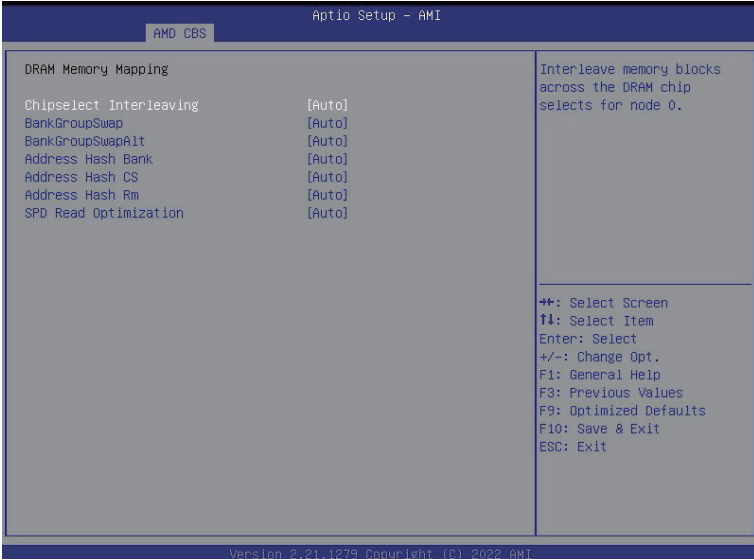 Aptio Setup – AMI
AMD CBS
DRAM Memory Mapping
Chipselect Interleaving [Auto]
BankGroupSwap [Auto]
BankGroupSwapAlt [Auto]
Address Hash Bank [Auto]
Address Hash CS [Auto]
Address Hash Rm [Auto]
SPD Read Optimization [Auto]
Interleave memory blocks
across the DRAM chip
selects for node 0.
→←: Select Screen
↑↓: Select Item
Enter: Select
+/-: Change Opt.
F1: General Help
F3: Previous Values
F9: Optimized Defaults
F10: Save & Exit
ESC: Exit
Version 2.21.1279 Copyright (C) 2022 AMI